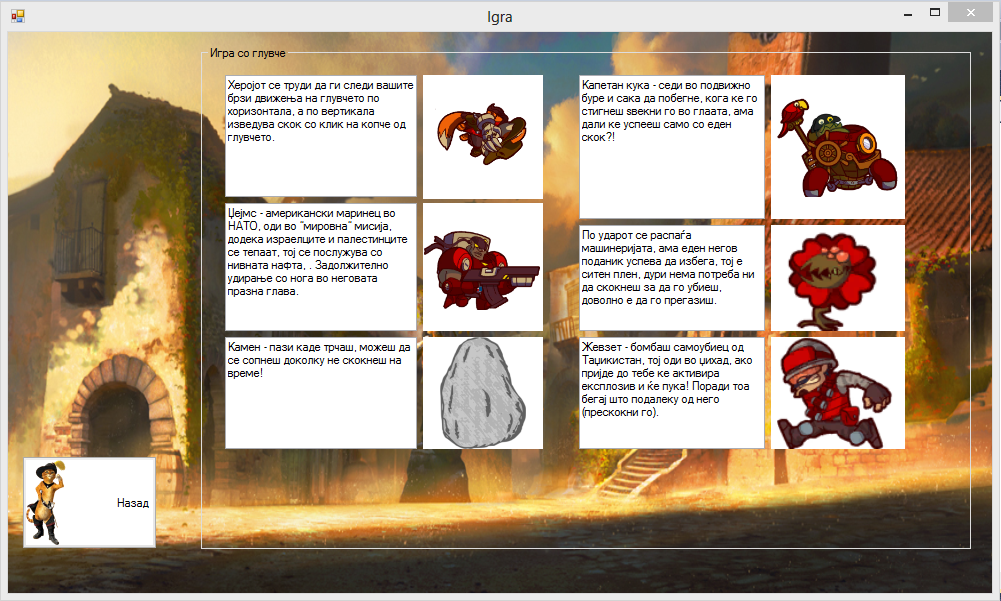 Igra
Игра со глувче
Херојот се труди да ги следи вашите
брзи движења на глувчето по
хоризонтала, а по вертикала
изведува скок со клик на копче од
глувчето.
Капетан кука - седи во подвижно
буре и сака да побегне, кога ке го
стигнеш ѕвекни го во глаата, ама
дали ке успееш само со еден
скок?!
Џејмс - американски маринец во
НАТО, оди во "мировна" мисија,
додека израелците и палестинците
се тепаат, тој се послужува со
нивната нафта, . Задолжително
удирање со нога во неговата
празна глава.
По ударот се распаѓа
машинеријата, ама еден негов
поданик успева да избега, тој е
ситен плен, дури нема потреба ни
да скокнеш за да го убиеш,
доволно е да го прегазиш.
Камен - пази каде трчаш, можеш да
се сопнеш доколку не скокнеш на
време!
Жевзет - бомбаш самоубиец од
Таџикистан, тој оди во џихад, ако
пријде до тебе ке активира
експлозив и ќе пука! Поради тоа
бегај што подалеку од него
(прескокни го).
Назад